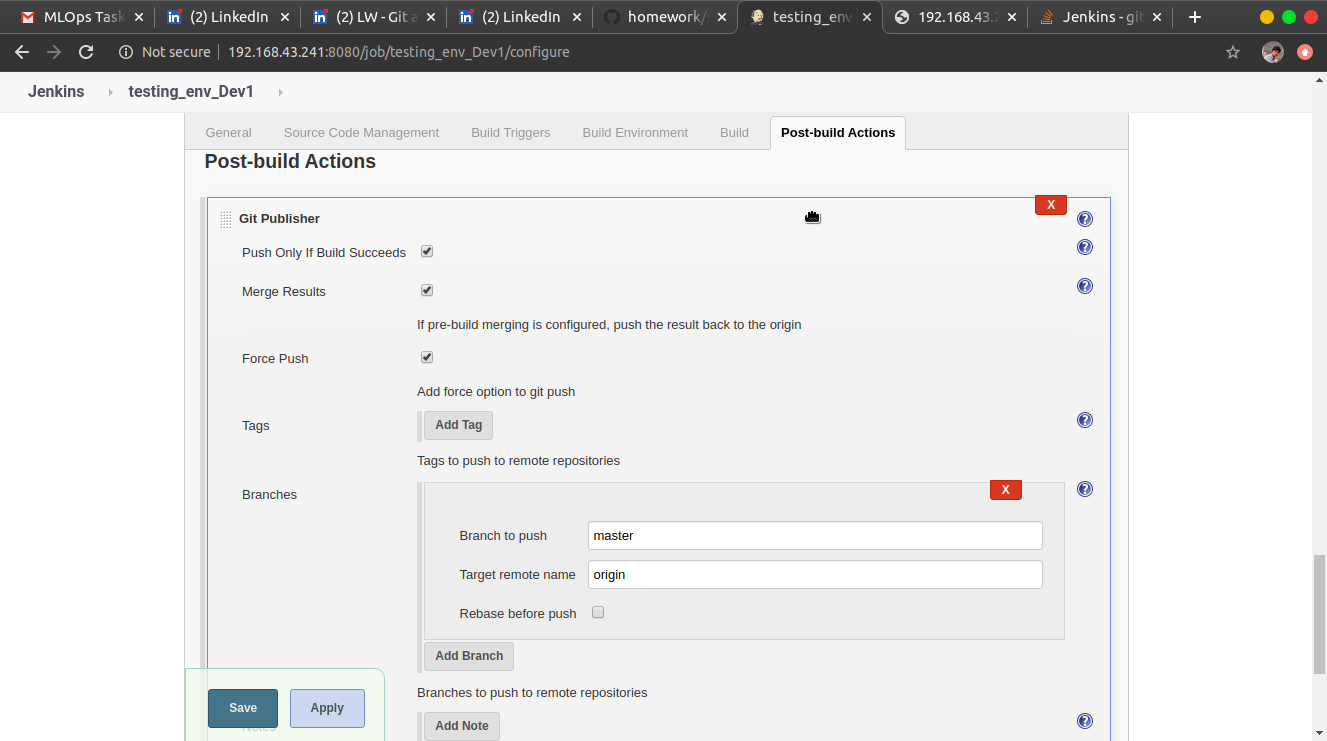 MLOps Task
(2) LinkedIn
(2) LW - Git a
(2) LinkedIn
homework/
testing_env
192.168.43.2
Jenkins - git
Not secure 192.168.43.241:8080/job/testing_env_Dev1/configure
Jenkins testing_env_Dev1
General Source Code Management Build Triggers Build Environment Build Post-build Actions
Post-build Actions
X
Git Publisher ?
Push Only If Build Succeeds ?
Merge Results ?
If pre-build merging is configured, push the result back to the origin
Force Push
Add force option to git push
Tags Add Tag ?
Tags to push to remote repositories
Branches X ?
Branch to push master
Target remote name origin
Rebase before push
Add Branch
Branches to push to remote repositories
Save Apply
Notes Add Note ?